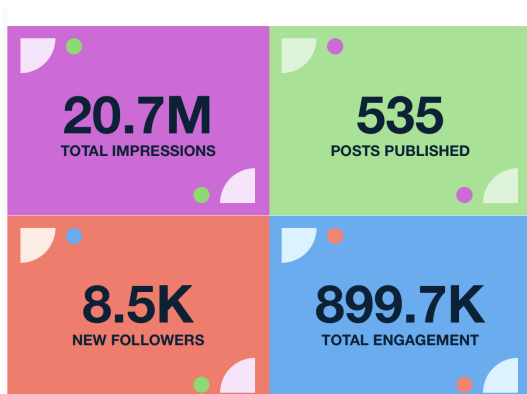 20.7M
TOTAL IMPRESSIONS
535
POSTS PUBLISHED
8.5K
NEW FOLLOWERS
899.7K
TOTAL ENGAGEMENT